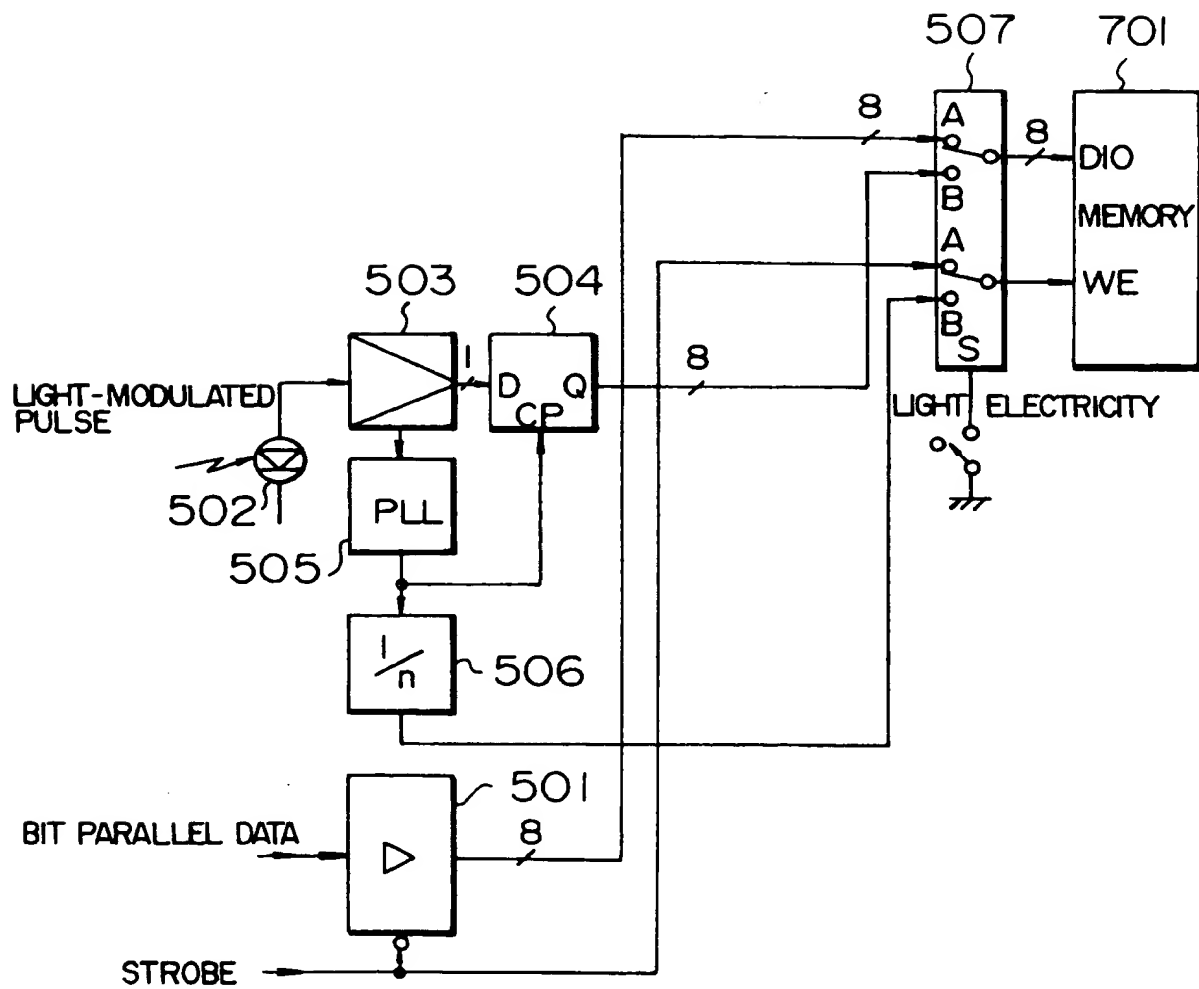 507
701
8
A
8
DIO
B
MEMORY
A
WE
B
S
503
504
1
D Q
CP
8
LIGHT-MODULATED
PULSE
LIGHT ELECTRICITY
502
PLL
505
1/n
506
501
BIT PARALLEL DATA
8
STROBE